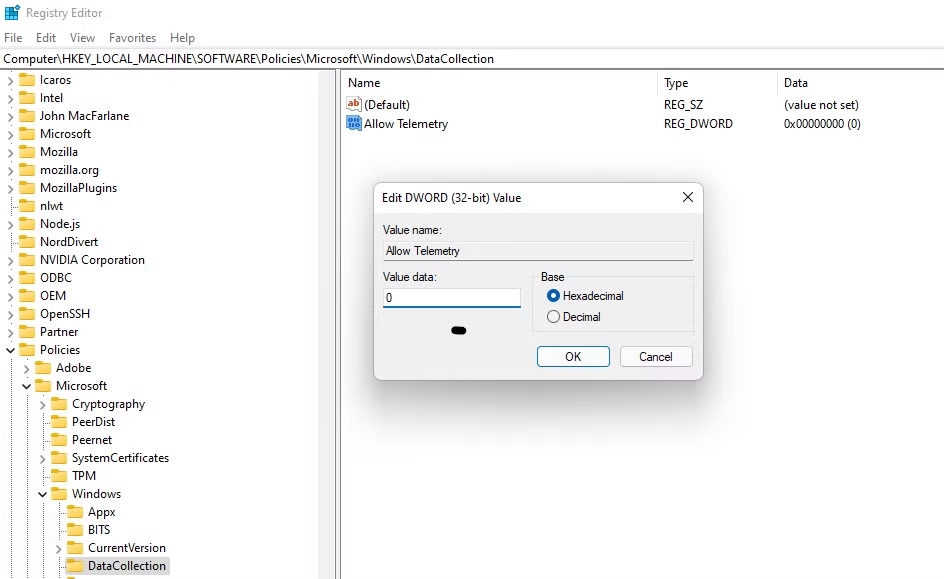 Registry Editor
File Edit View Favorites Help
Computer\HKEY_LOCAL_MACHINE\SOFTWARE\Policies\Microsoft\Windows\DataCollection
Icaros
Intel
John MacFarlane
Microsoft
Mozilla
mozilla.org
MozillaPlugins
nlwt
Node.js
NordDivert
NVIDIA Corporation
ODBC
OEM
OpenSSH
Partner
Policies
Adobe
Microsoft
Cryptography
PeerDist
Peernet
SystemCertificates
TPM
Windows
Appx
BITS
CurrentVersion
DataCollection
Name Type Data
ab (Default) REG_SZ (value not set)
Allow Telemetry REG_DWORD 0x00000000 (0)
Edit DWORD (32-bit) Value
Value name:
Allow Telemetry
Value data: Base
0 Hexadecimal
Decimal
OK Cancel